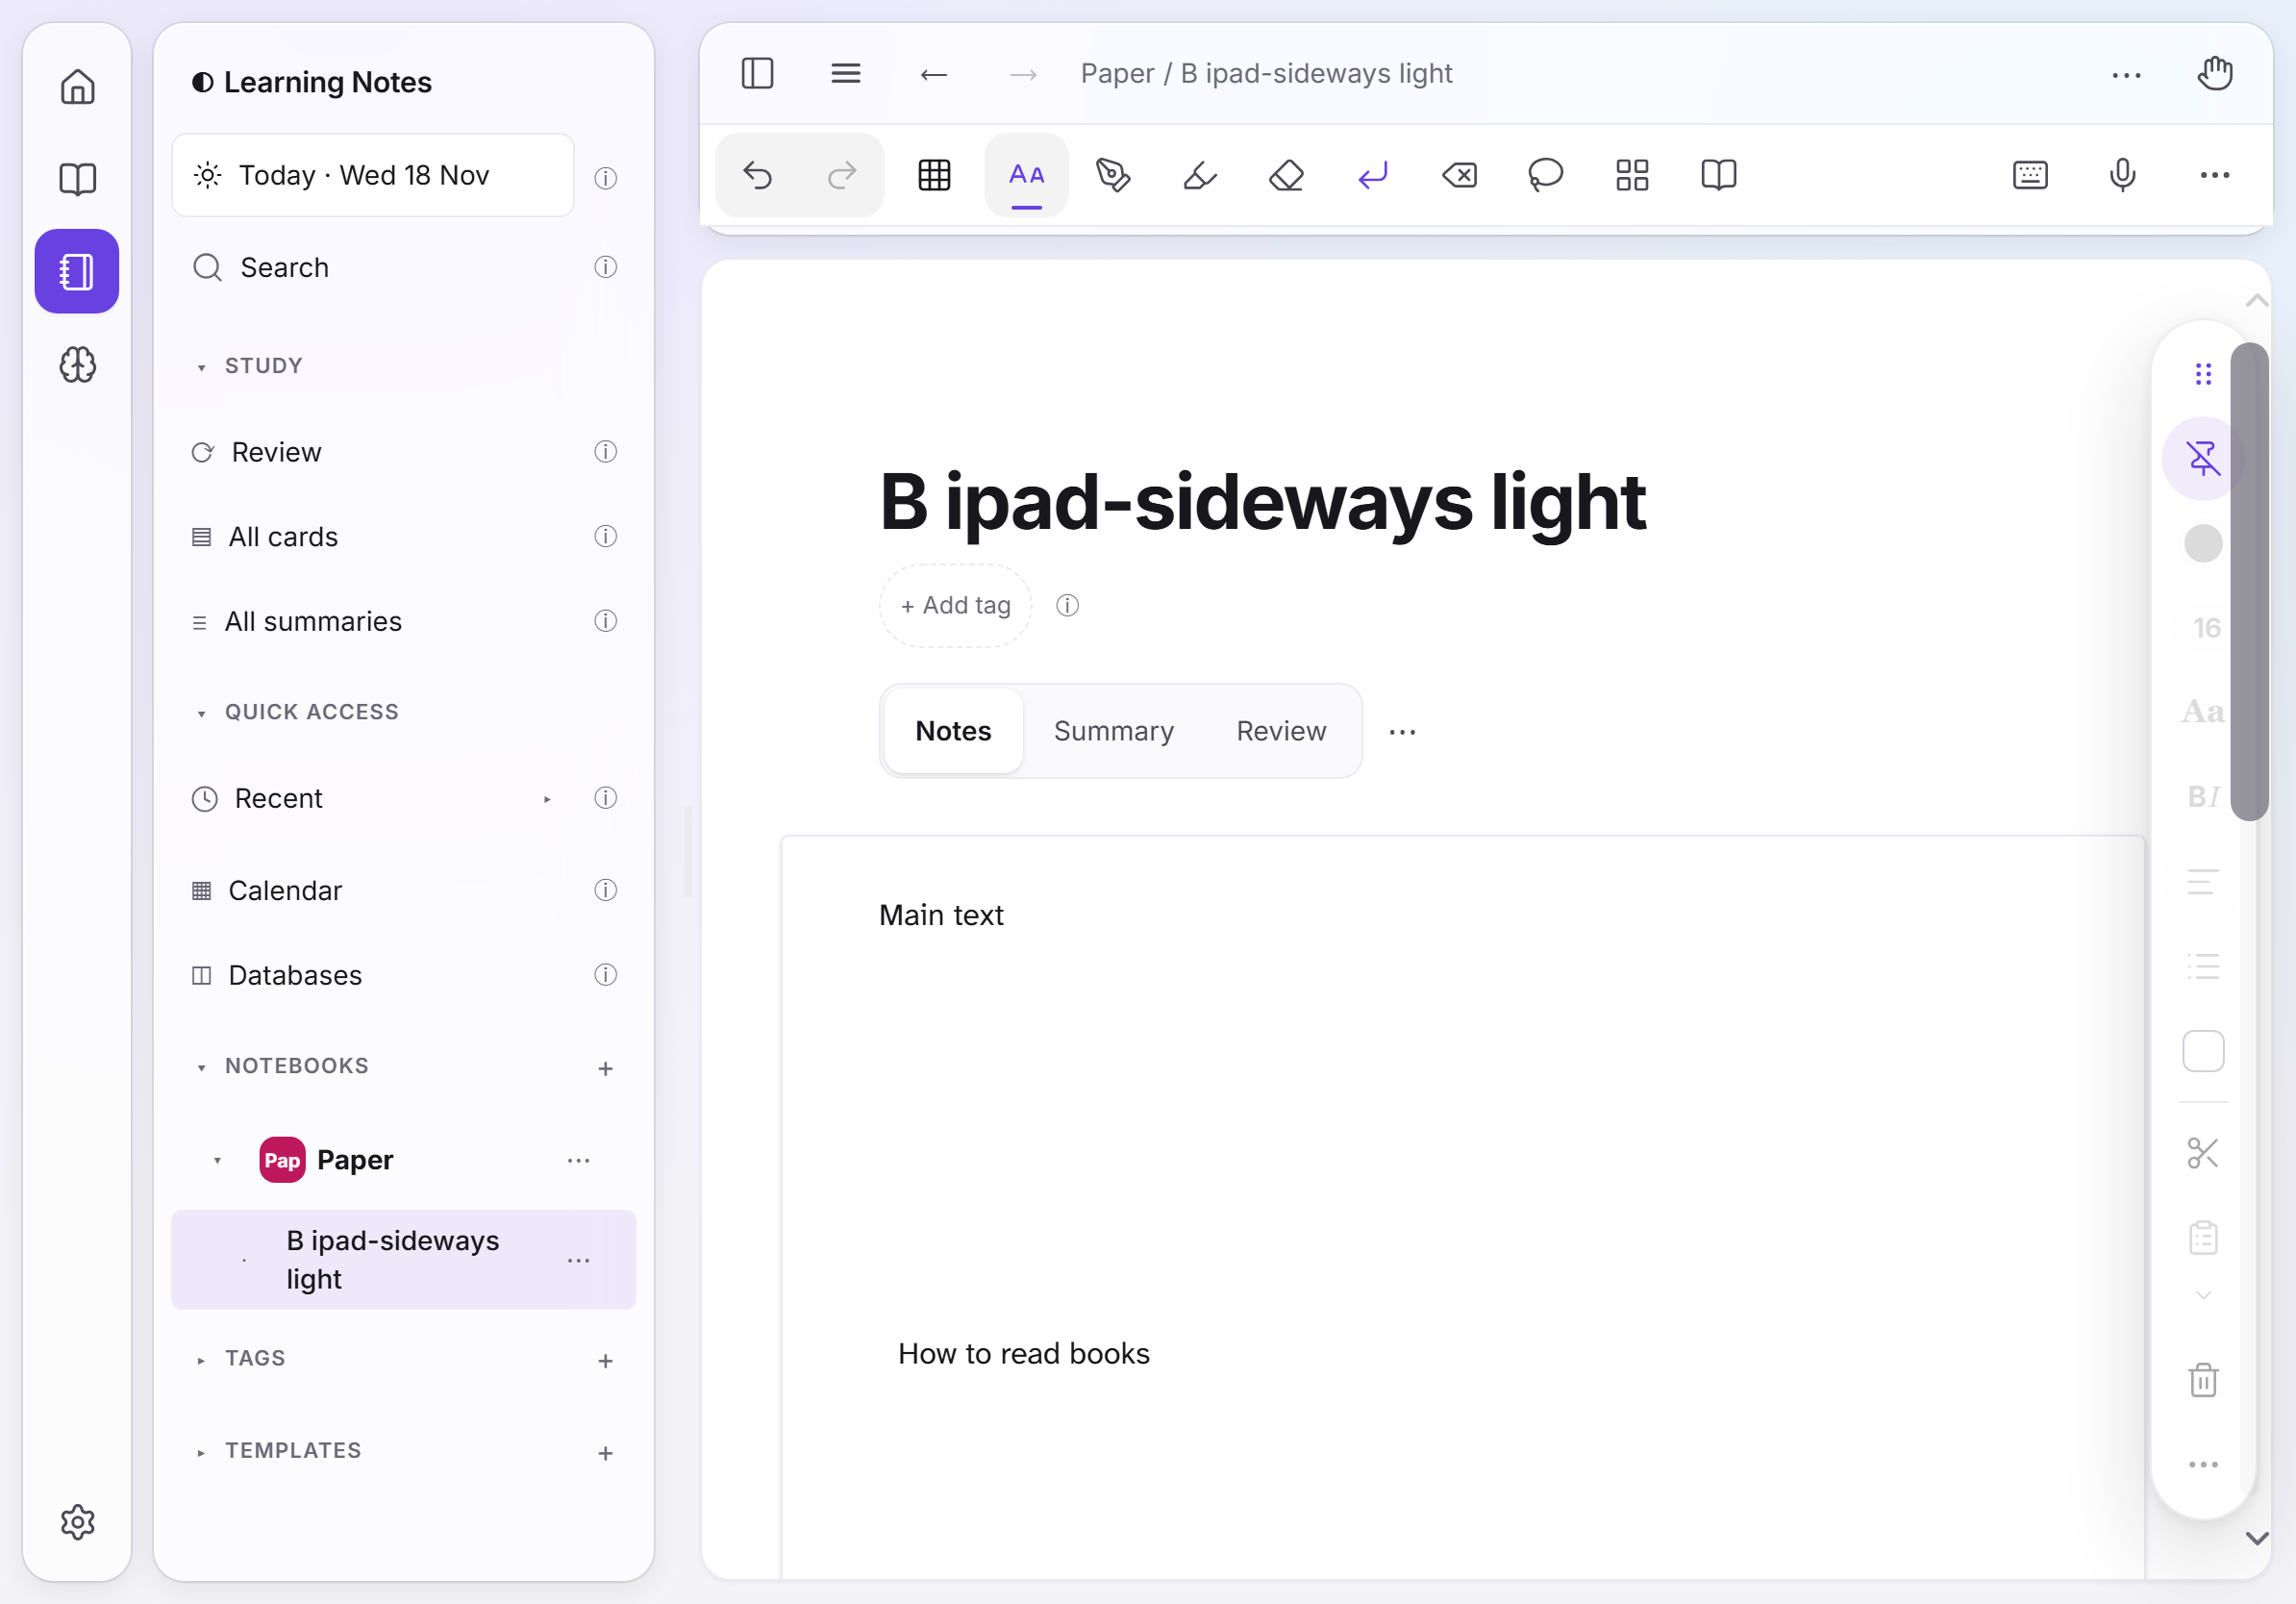 Learning Notes
Today · Wed 18 Nov
Search
STUDY
Review
All cards
All summaries
QUICK ACCESS
Recent
Calendar
Databases
NOTEBOOKS
Pap Paper
B ipad-sideways
light
TAGS
TEMPLATES
Paper / B ipad-sideways light
AA
B ipad-sideways light
+ Add tag
Notes Summary Review
Main text
How to read books
16
Aa
BI